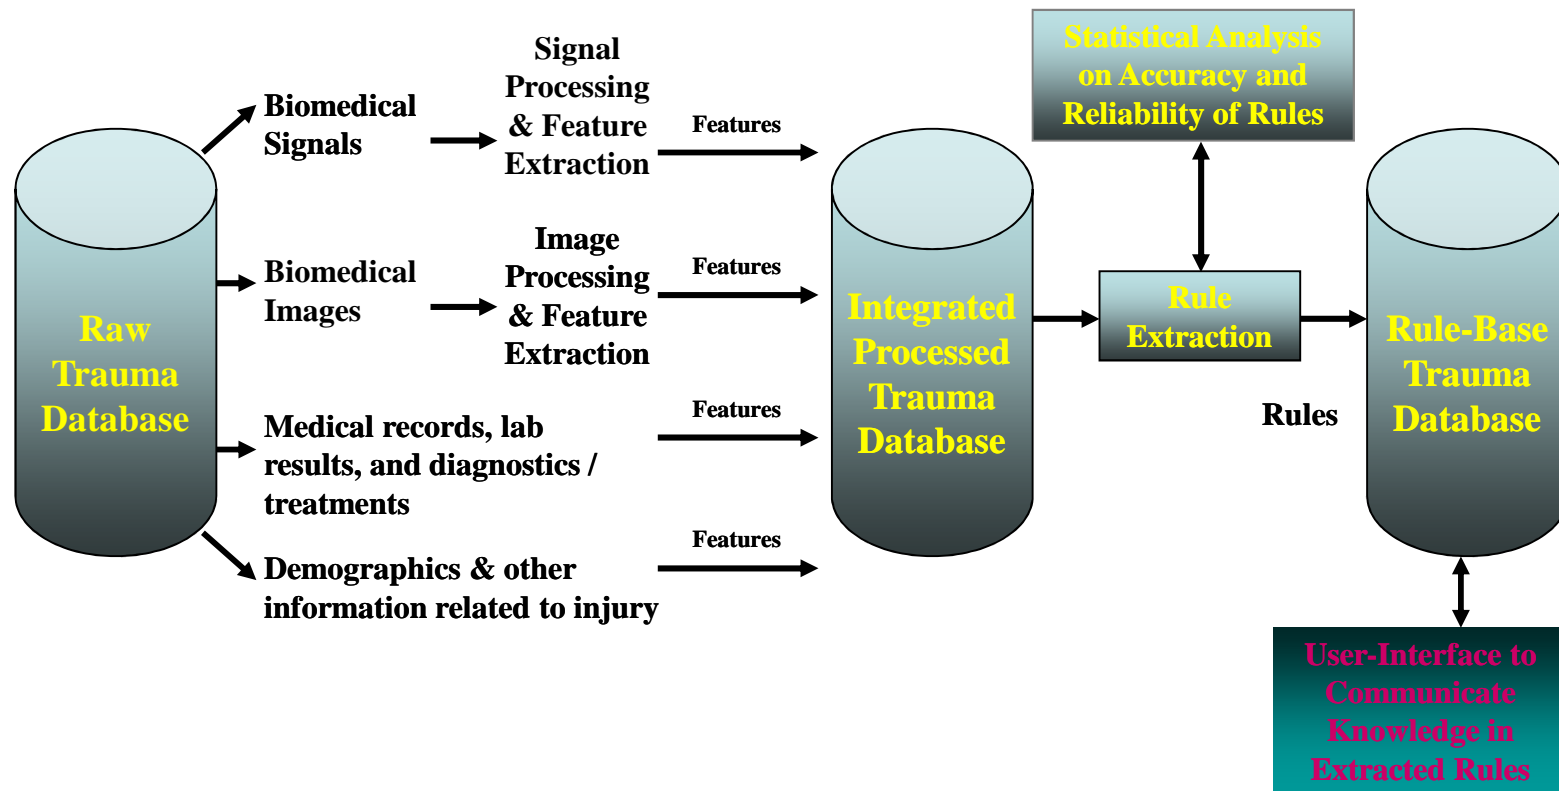 Raw
Trauma
Database
Biomedical
Signals
Signal
Processing
& Feature
Extraction
Features
Biomedical
Images
Image
Processing
& Feature
Extraction
Features
Medical records, lab
results, and diagnostics /
treatments
Features
Demographics & other
information related to injury
Features
Integrated
Processed
Trauma
Database
Statistical Analysis
on Accuracy and
Reliability of Rules
Rule
Extraction
Rules
Rule-Base
Trauma
Database
User-Interface to
Communicate
Knowledge in
Extracted Rules